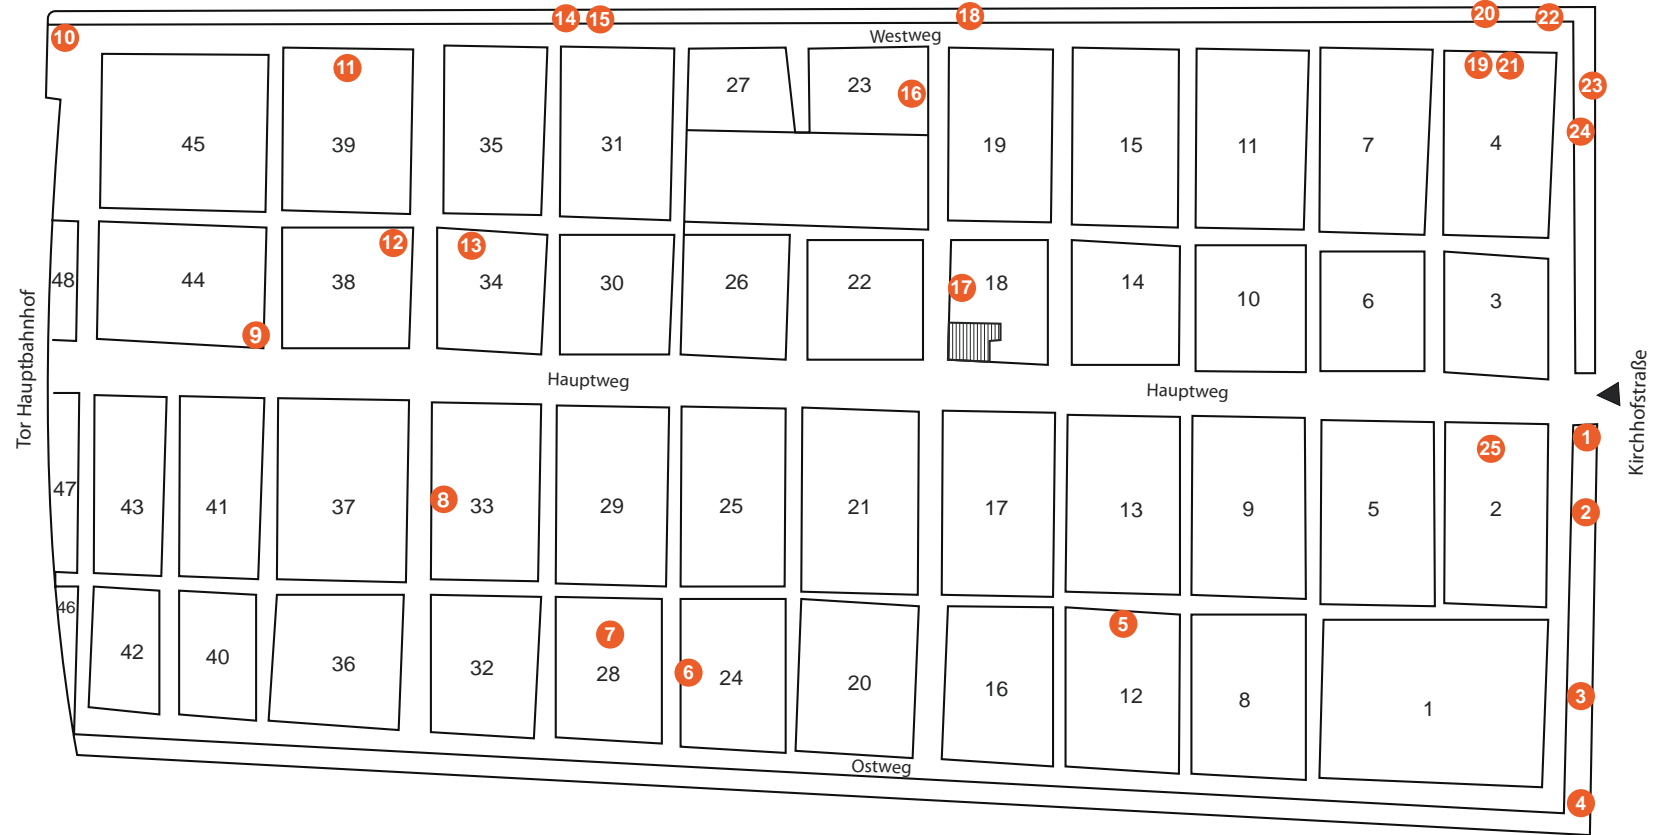 14 15 18 20 22
10 Westweg
11 27 23 16 19 21 23
24
45 39 35 31 19 15 11 7 4
12 13
48 44 38 34 30 26 22 17 18 14 10 6 3
9
Tor Hauptbahnhof
Hauptweg Hauptweg
Kirchhofstraße
1
25
47 43 41 37 8 33 29 25 21 17 13 9 5 2 2
46
7 5
42 40 36 32 28 6 24 20 16 12 8 1 3
Ostweg
4